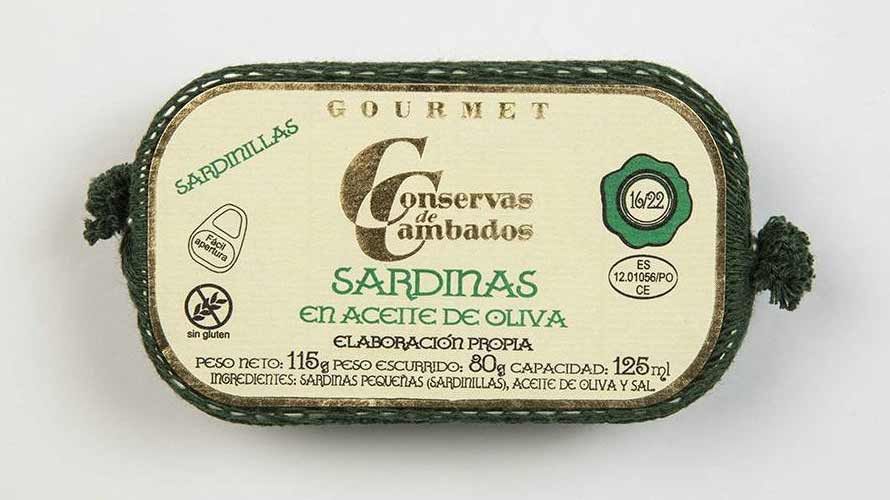 GOURMET
SARDINILLAS
Conservas
de
Cambados
16/22
Fácil
apertura
SARDINAS
ES
12.01056/PO
CE
EN ACEITE DE OLIVA
sin gluten
ELABORACIÓN PROPIA
PESO NETO: 115g PESO ESCURRIDO: 80g CAPACIDAD: 125ml
INGREDIENTES: SARDINAS PEQUEÑAS (SARDINILLAS), ACEITE DE OLIVA Y SAL.